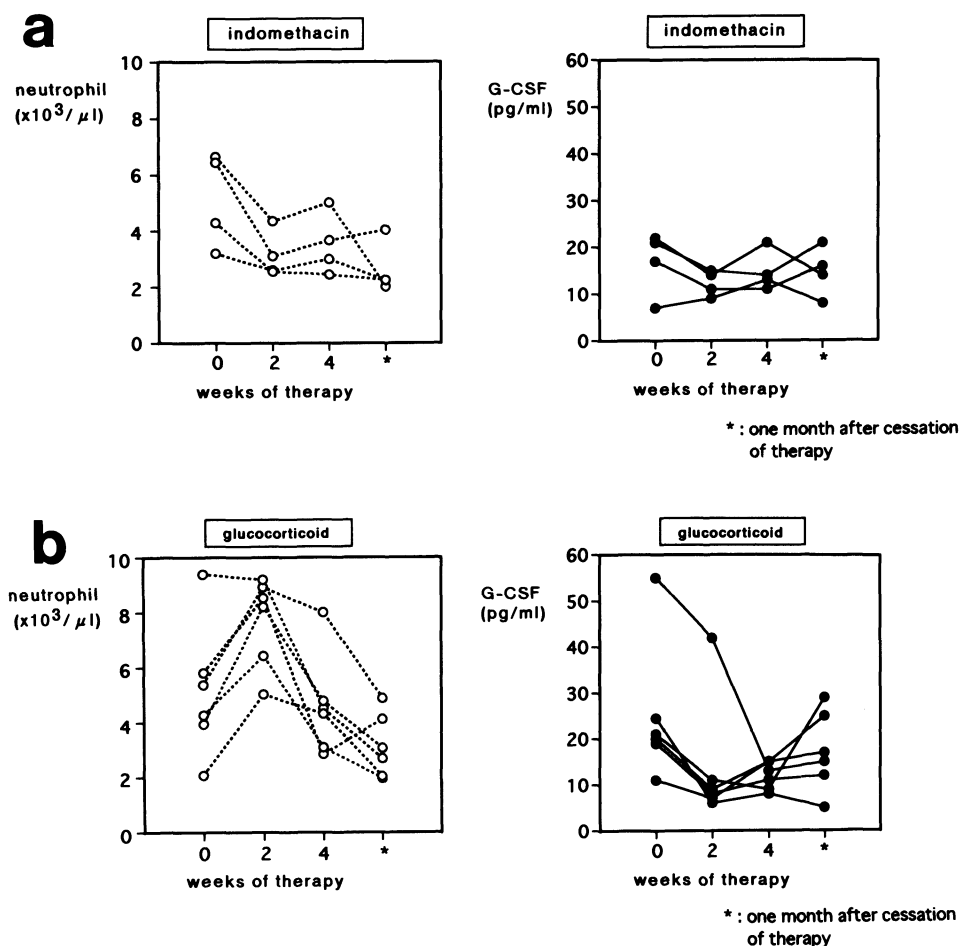 a
indomethacin
neutrophil
(x10³/μl)
10
8
6
4
2
0
0 2 4 *
weeks of therapy
indomethacin
G-CSF
(pg/ml)
60
50
40
30
20
10
0
0 2 4 *
weeks of therapy
* : one month after cessation
of therapy
b
glucocorticoid
neutrophil
(x10³/μl)
10
8
6
4
2
0
0 2 4 *
weeks of therapy
glucocorticoid
G-CSF
(pg/ml)
60
50
40
30
20
10
0
0 2 4 *
weeks of therapy
* : one month after cessation
of therapy